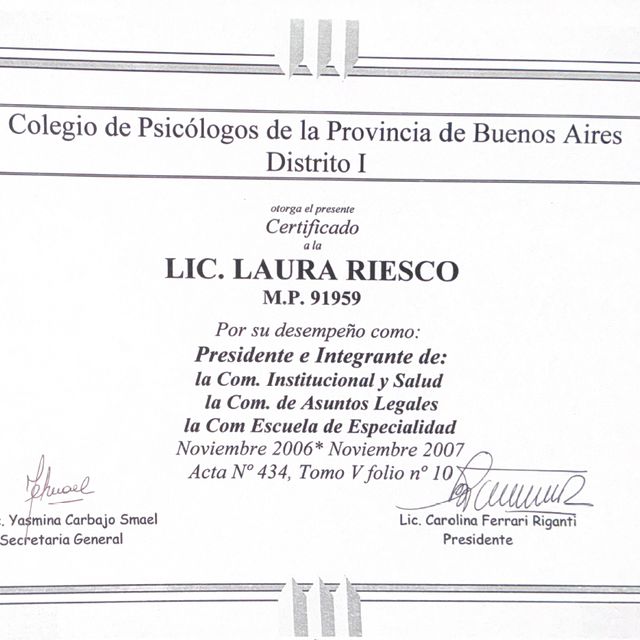 Colegio de Psicólogos de la Provincia de Buenos Aires
Distrito I
otorga el presente
Certificado
a la
LIC. LAURA RIESCO
M.P. 91959
Por su desempeño como:
Presidente e Integrante de:
la Com. Institucional y Salud
la Com. de Asuntos Legales
la Com Escuela de Especialidad
Noviembre 2006* Noviembre 2007
Acta Nº 434, Tomo V folio nº 10
Yasmina Carbajo Smael
Secretaria General
Lic. Carolina Ferrari Riganti
Presidente